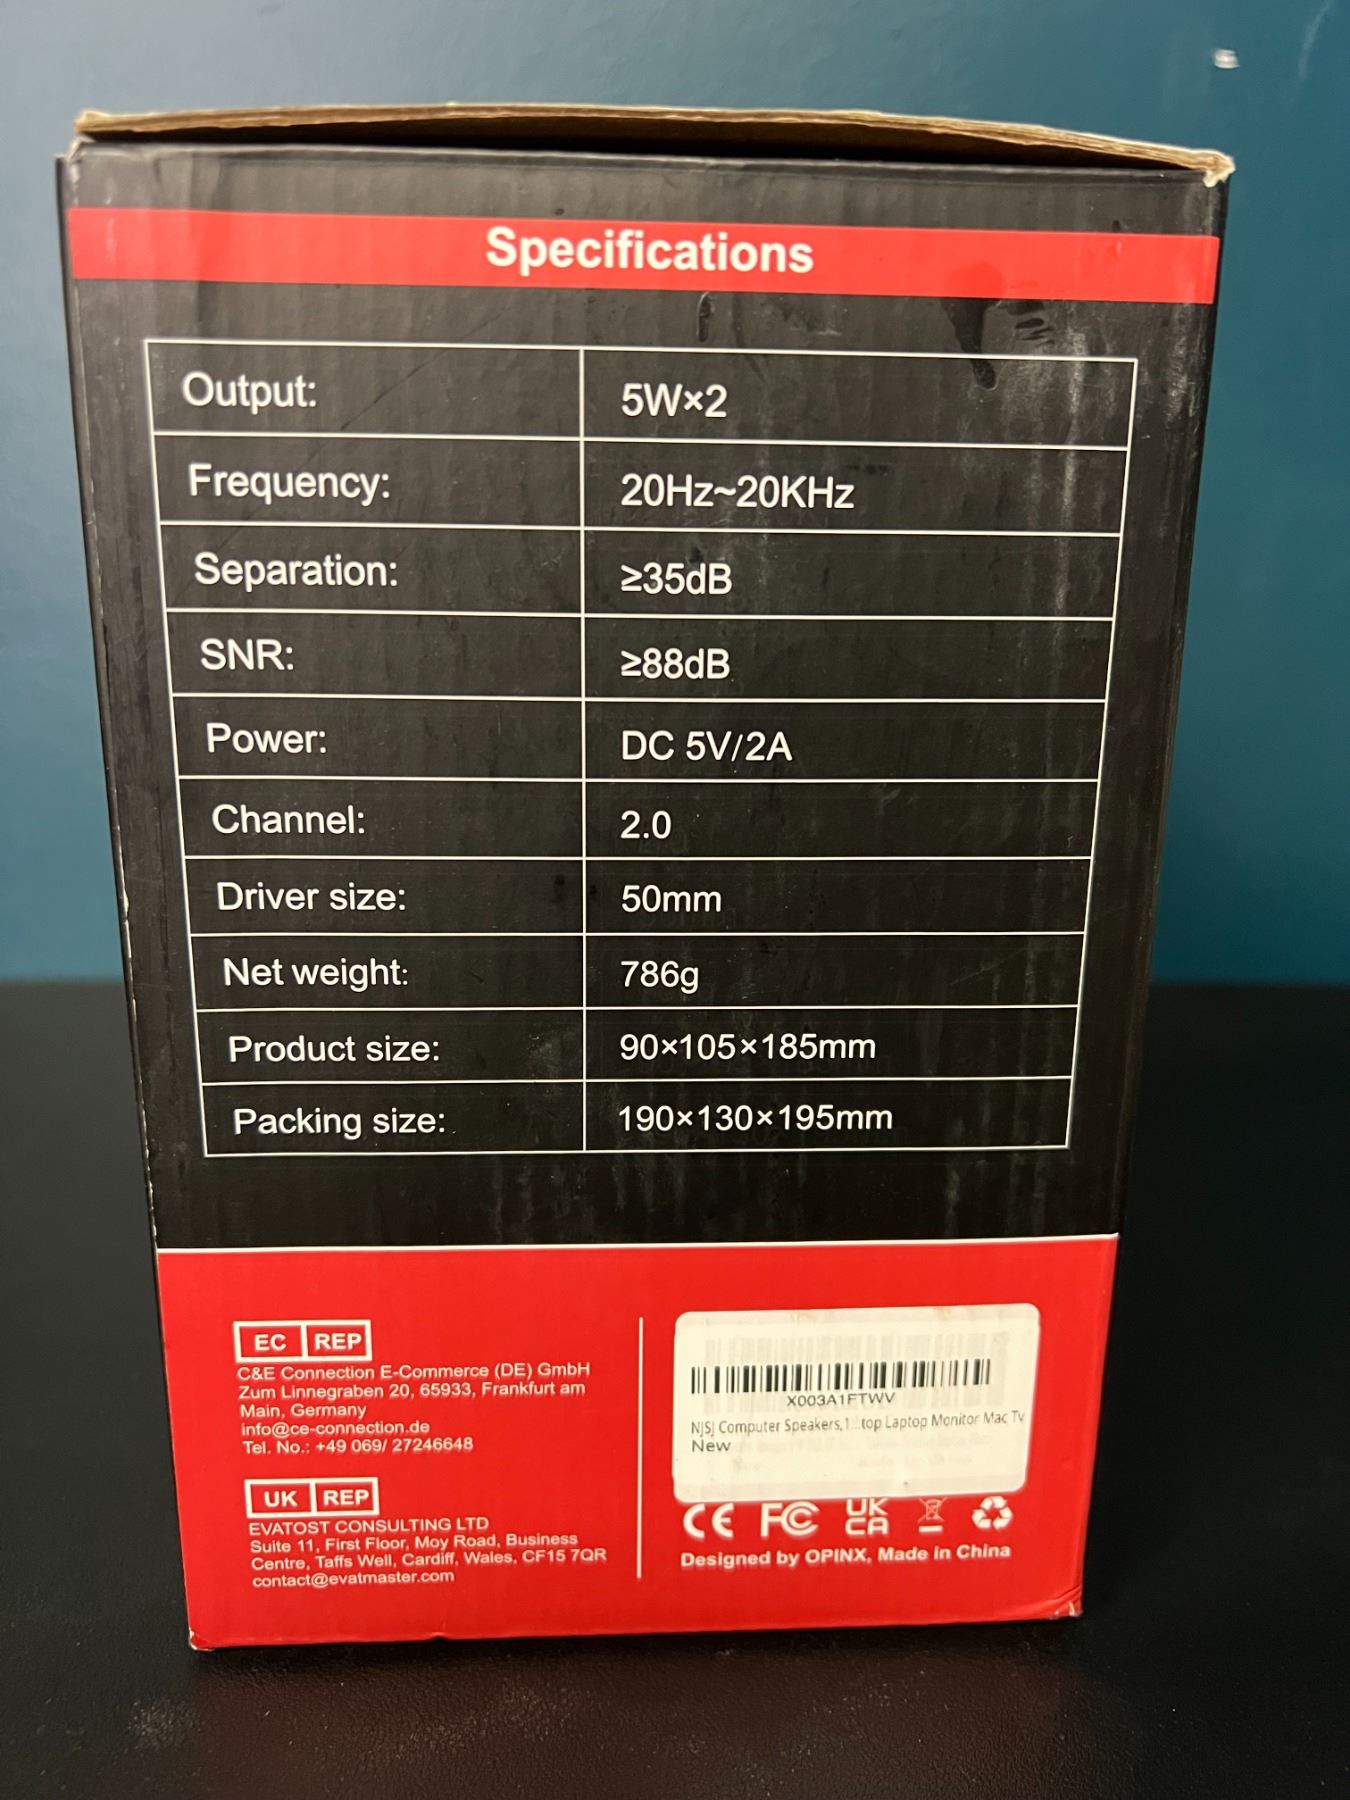 Specifications
Output: 5W×2
Frequency: 20Hz~20KHz
Separation: ≥35dB
SNR: ≥88dB
Power: DC 5V/2A
Channel: 2.0
Driver size: 50mm
Net weight: 786g
Product size: 90×105×185mm
Packing size: 190×130×195mm
EC REP
C&E Connection E-Commerce (DE) GmbH
Zum Linnegraben 20, 65933, Frankfurt am
Main, Germany
info@ce-connection.de
Tel. No.: +49 069/ 27246648
UK REP
EVATOST CONSULTING LTD
Suite 11, First Floor, Moy Road, Business
Centre, Taffs Well, Cardiff, Wales, CF15 7QR
contact@evatmaster.com
X003A1FTWV
NJSJ Computer Speakers,1...top Laptop Monitor Mac Tv
New
CE FC UK
CA
Designed by OPINX, Made in China